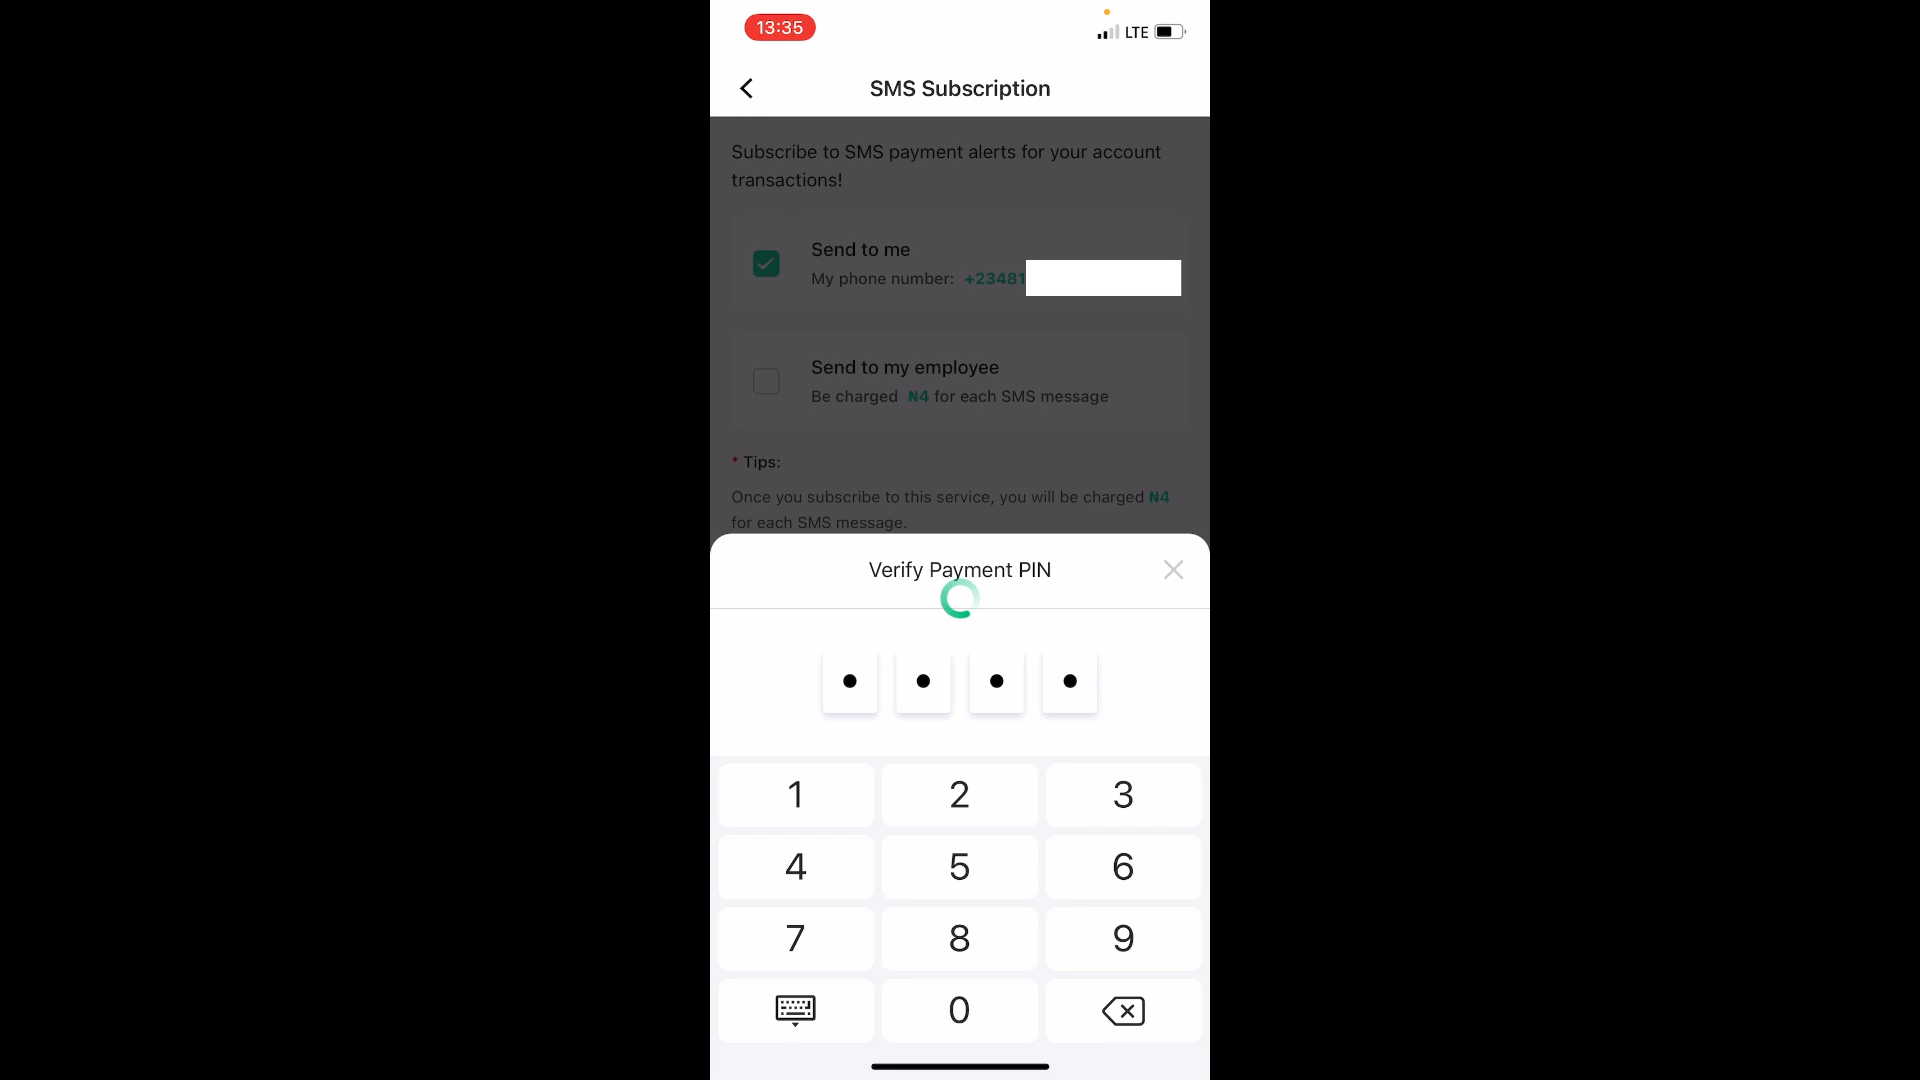 13:35
LTE
SMS Subscription
Subscribe to SMS payment alerts for your account
transactions!
Send to me
My phone number: +23481
Send to my employee
Be charged ₦4 for each SMS message
* Tips:
Once you subscribe to this service, you will be charged ₦4
for each SMS message.
Verify Payment PIN
1 2 3
4 5 6
7 8 9
0